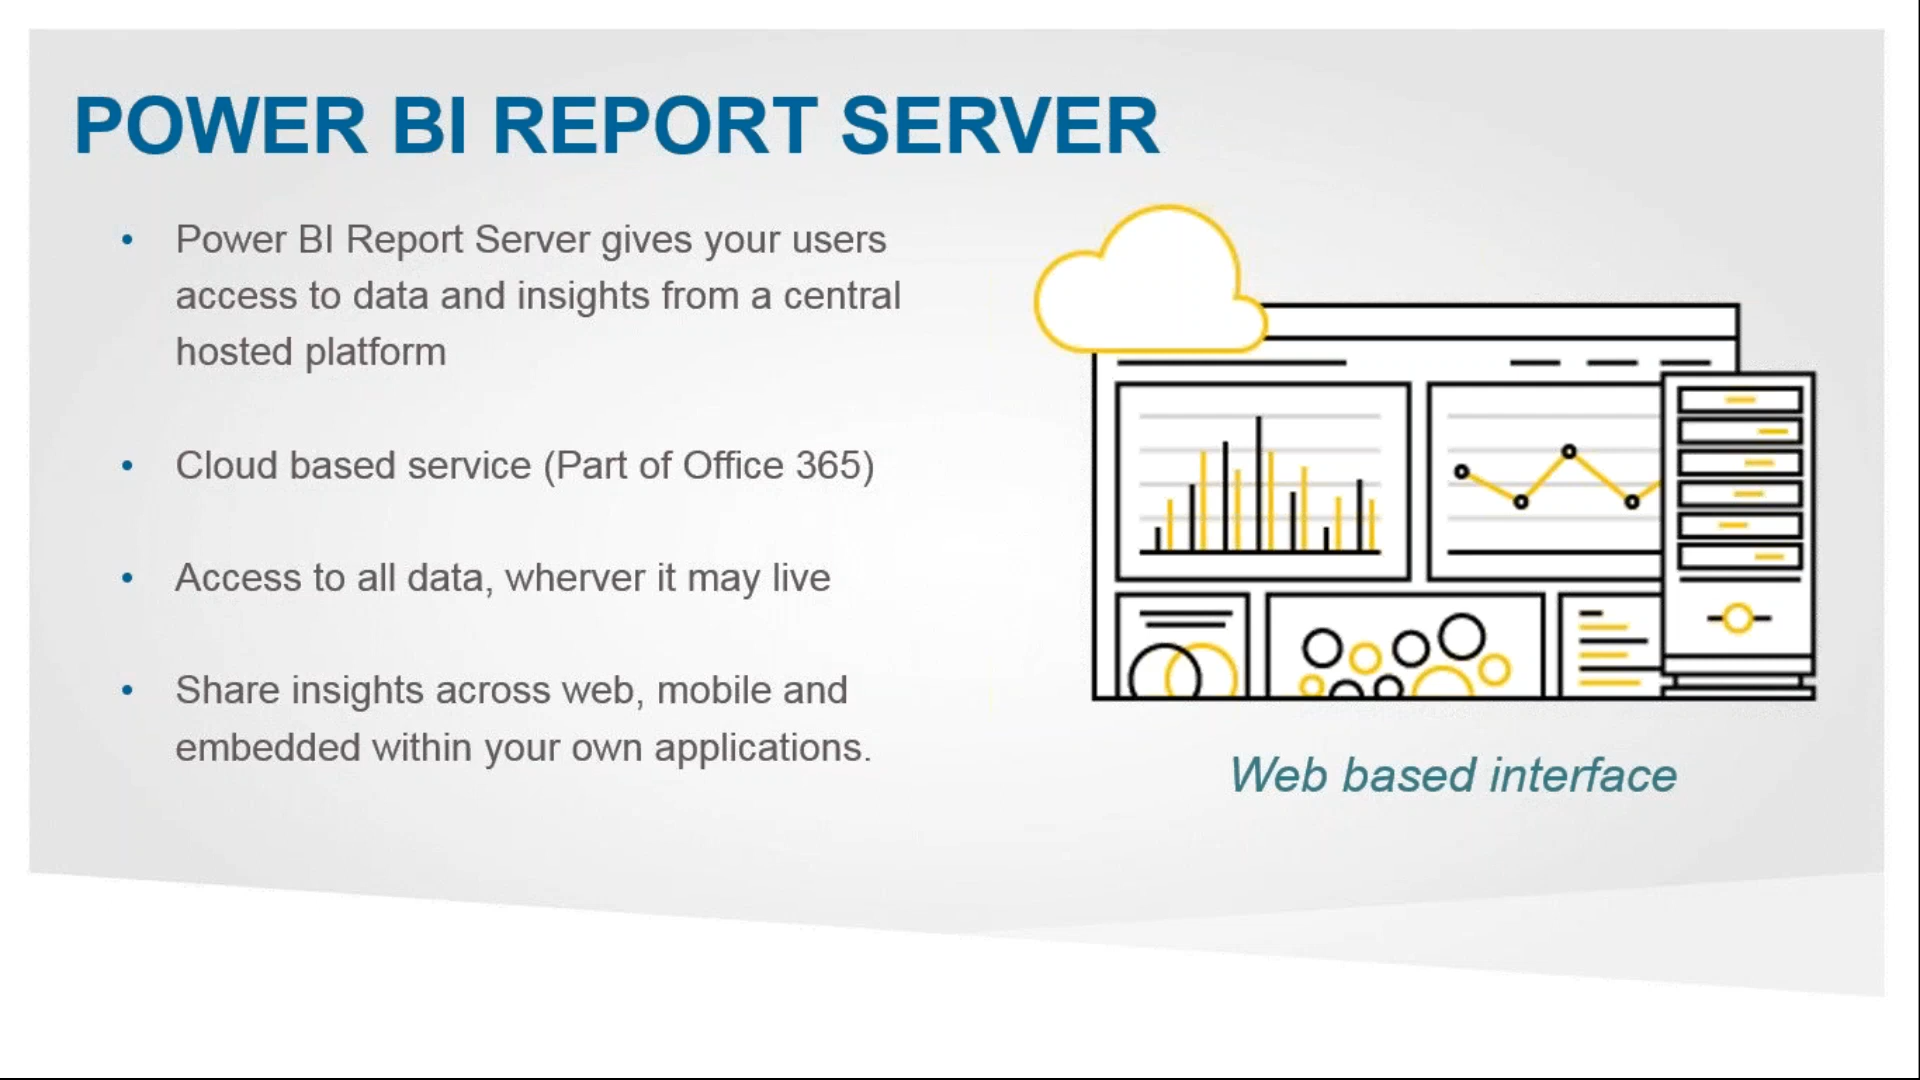 POWER BI REPORT SERVER
• Power BI Report Server gives your users
access to data and insights from a central
hosted platform
• Cloud based service (Part of Office 365)
• Access to all data, wherver it may live
• Share insights across web, mobile and
embedded within your own applications.
Web based interface